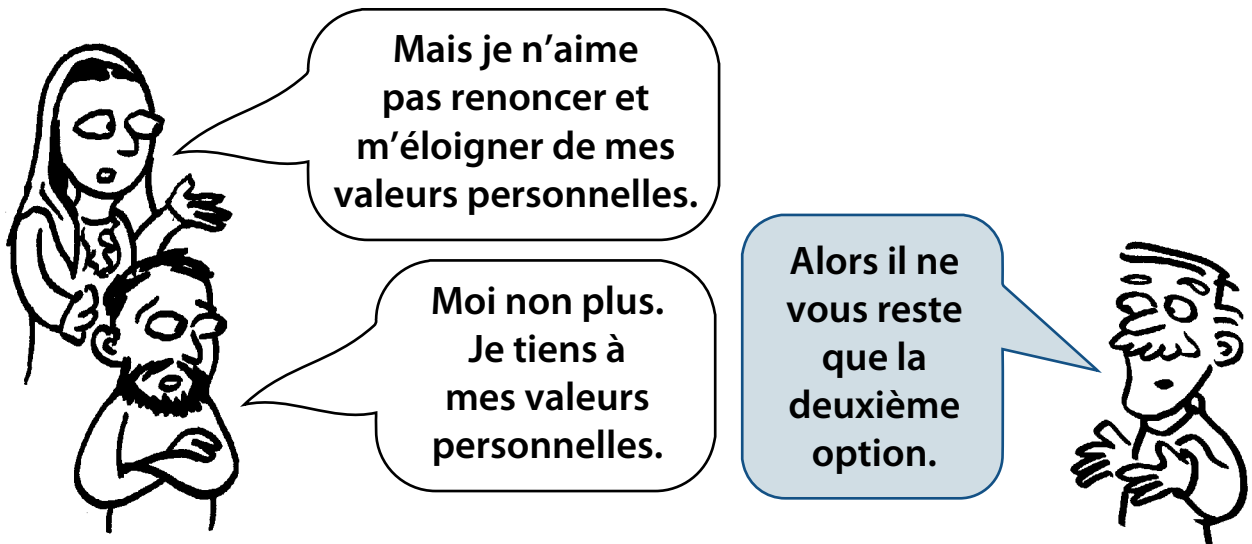 Mais je n’aime
pas renoncer et
m’éloigner de mes
valeurs personnelles.
Moi non plus.
Je tiens à
mes valeurs
personnelles.
Alors il ne
vous reste
que la
deuxième
option.